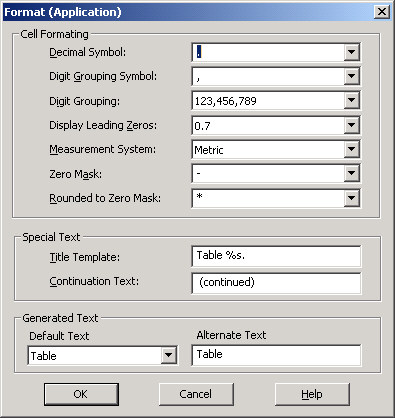 Format (Application)
Cell Formating
Decimal Symbol: .
Digit Grouping Symbol: ,
Digit Grouping: 123,456,789
Display Leading Zeros: 0.7
Measurement System: Metric
Zero Mask: -
Rounded to Zero Mask: *
Special Text
Title Template: Table %s.
Continuation Text: (continued)
Generated Text
Default Text Alternate Text
Table Table
OK Cancel Help